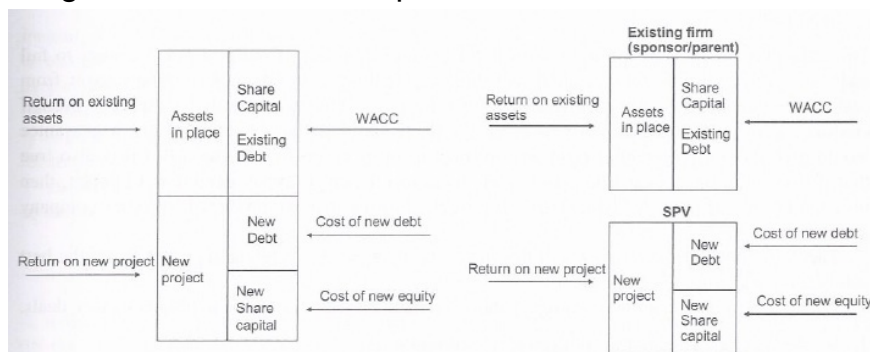 Return on existing
assets
Assets
in place
Share
Capital
Existing
Debt
WACC
Return on new project
New
project
New
Debt
Cost of new debt
New
Share
capital
Cost of new equity
Existing firm
(sponsor/parent)
Return on existing
assets
Assets
in place
Share
Capital
Existing
Debt
WACC
SPV
Return on new project
New
project
New
Debt
Cost of new debt
New
Share
capital
Cost of new equity